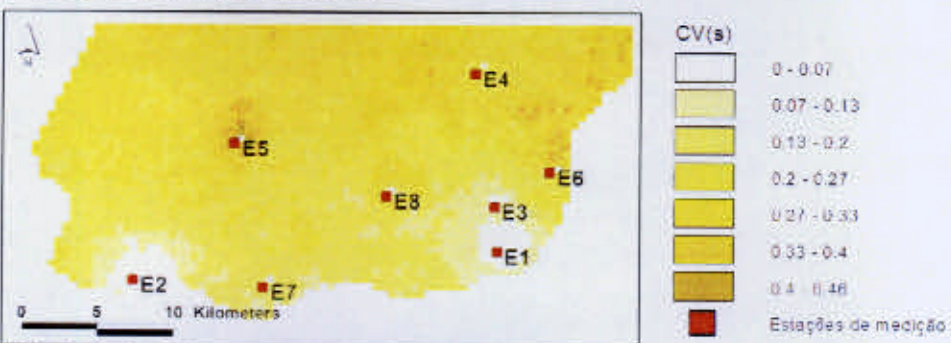 CV(s)
0 - 0.07
0.07 - 0.13
0.13 - 0.2
0.2 - 0.27
0.27 - 0.33
0.33 - 0.4
0.4 - 0.46
Estações de medição
E4
E5
E6
E8
E3
E1
E2
E7
0 5 10 Kilometers